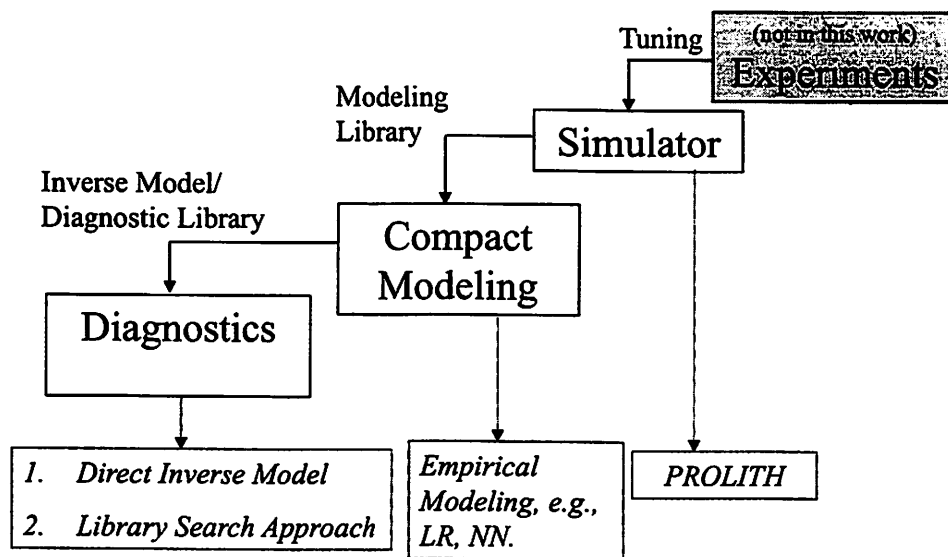 (not in this work)
Experiments
Tuning
Simulator
Modeling
Library
Compact
Modeling
Inverse Model/
Diagnostic Library
Diagnostics
1. Direct Inverse Model
2. Library Search Approach
Empirical
Modeling, e.g.,
LR, NN.
PROLITH